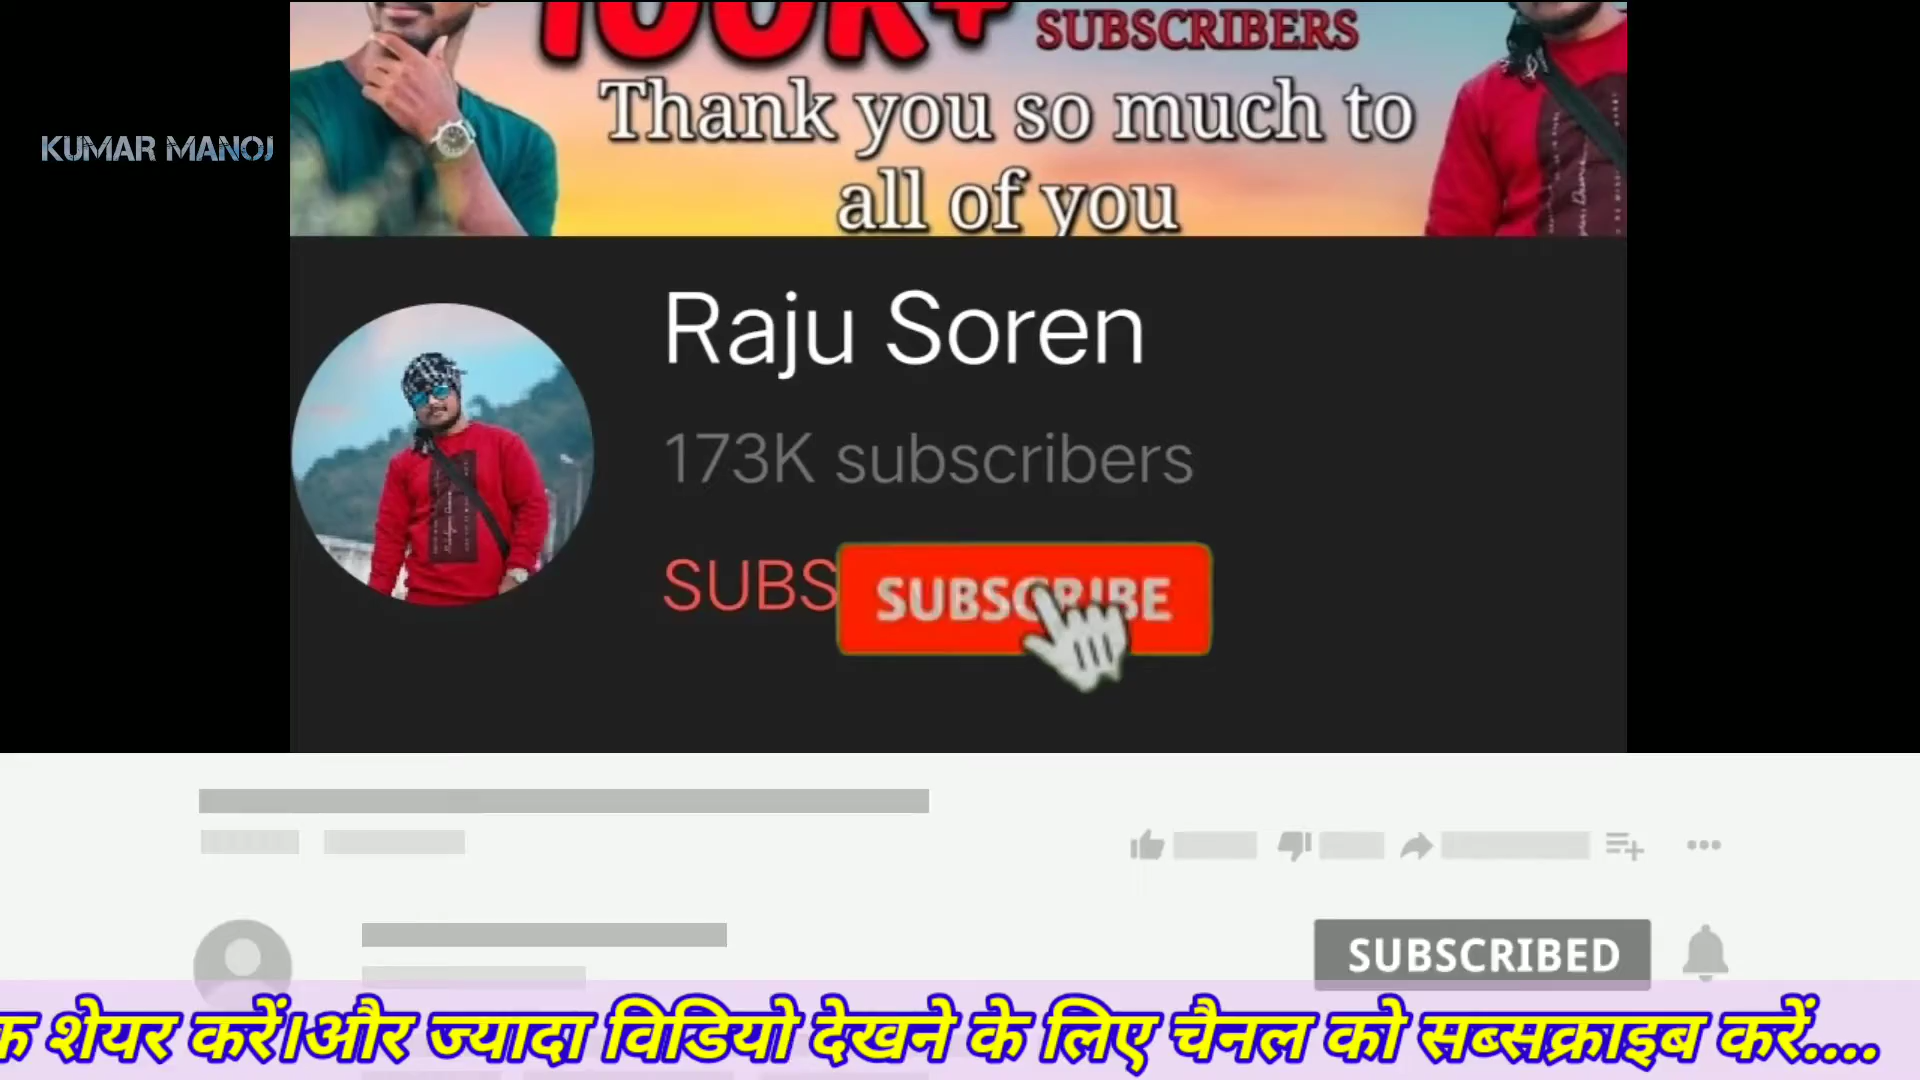 100K+ SUBSCRIBERS
Thank you so much to
all of you
KUMAR MANOJ
Raju Soren
173K subscribers
SUBS
SUBSCRIBE
SUBSCRIBED
शेयर करें।और ज्यादा विडियो देखने के लिए चैनल को सब्सक्राइब करें....